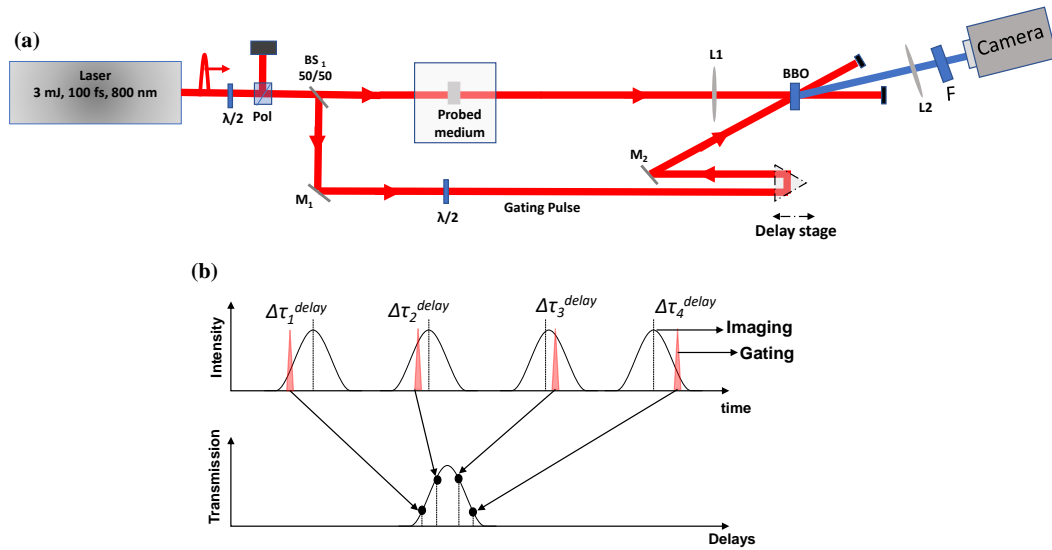 (a)
Laser
3 mJ, 100 fs, 800 nm
λ/2
Pol
BS 1
50/50
Probed
medium
L1
BBO
L2
F
Camera
M1
λ/2
Gating Pulse
M2
Delay stage
(b)
Intensity
Δτ1delay
Δτ2delay
Δτ3delay
Δτ4delay
Imaging
Gating
time
Transmission
Delays